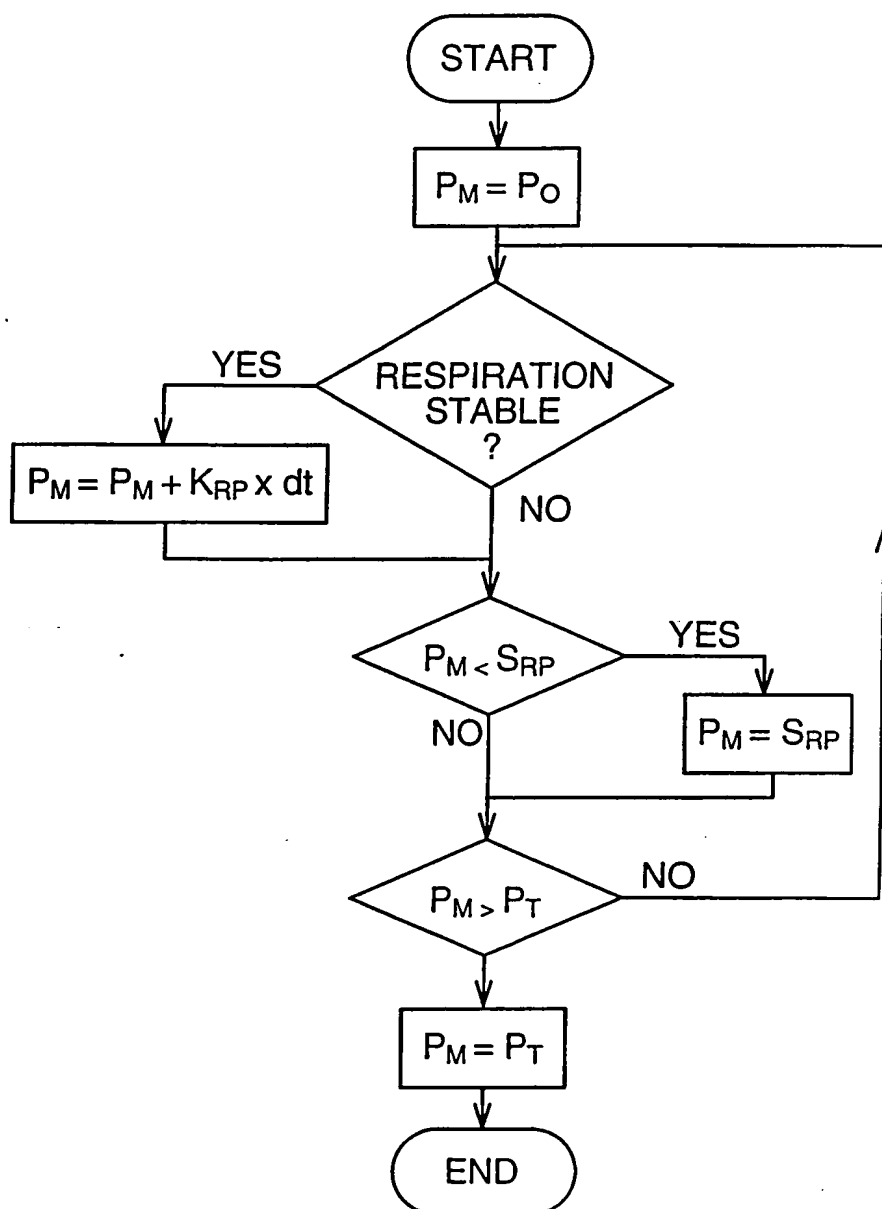 START
P_M = P_O
RESPIRATION
STABLE
?
YES
P_M = P_M + K_RP x dt
NO
P_M < S_RP
YES
P_M = S_RP
NO
P_M > P_T
NO
P_M = P_T
END